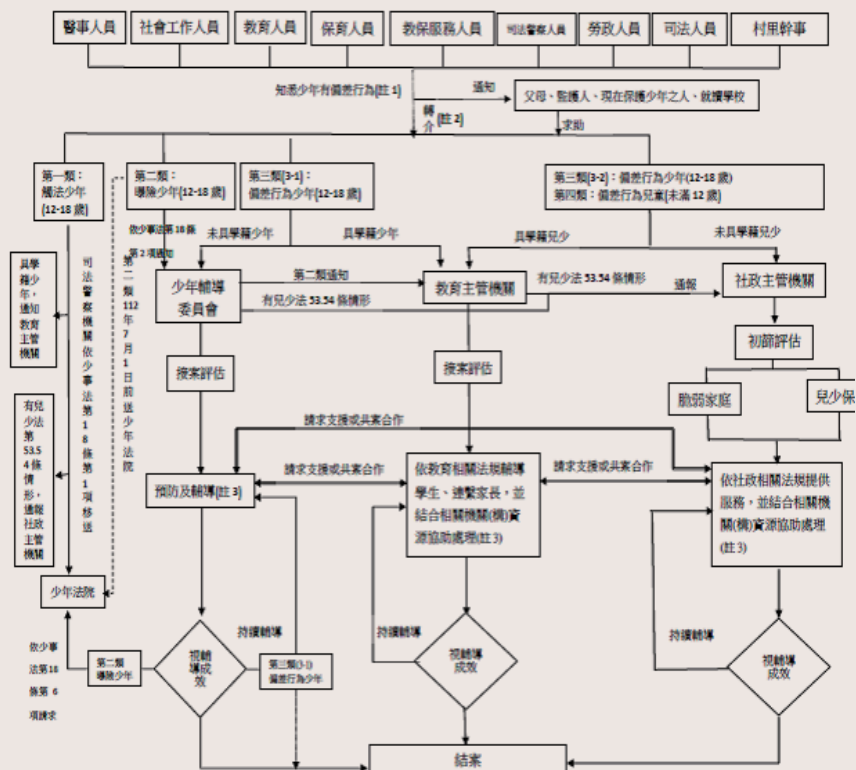 醫事人員
社會工作人員
教育人員
保育人員
教保服務人員
司法警察人員
勞政人員
司法人員
村里幹事
知悉少年有偏差行為(註 1)
通知
父母、監護人、現在保護少年之人、就讀學校
轉介
(註 2)
求助
第一類：
觸法少年
(12-18 歲)
第二類：
曝險少年
(12-18 歲)
第三類(3-1)：
偏差行為少年(12-18 歲)
第三類(3-2)：偏差行為少年(12-18 歲)
第四類：偏差行為兒童(未滿 12 歲)
依少事法第 18 條
第 2 項通知
未具學籍少年
具學籍少年
具學籍兒少
未具學籍兒少
具學
籍少
年，
通知
教育
主管
機關
司法警察機關依少事法第18條第1項移送
第二類112年7月1日前送少年法院
少年輔導
委員會
第二類通知
有兒少法 53.54 條情形
教育主管機關
有兒少法 53.54 條情形
通報
社政主管機關
初篩評估
接案評估
接案評估
脆弱家庭
兒少保
有兒
少法
第
53.5
4 條
情
形，
通報
社政
主管
機關
請求支援或共案合作
請求支援或共案合作
請求支援或共案合作
預防及輔導(註 3)
依教育相關法規輔導
學生、連繫家長，並
結合相關機關(構)資
源協助處理(註 3)
依社政相關法規提供
服務，並結合相關機
關(構)資源協助處理
(註 3)
少年法院
持續輔導
持續輔導
持續輔導
依少事
法第18
條第 6
項請求
第二類
曝險少年
視輔
導成
效
第三類(3-1)
偏差行為少年
視輔導
成效
視輔導
成效
結案